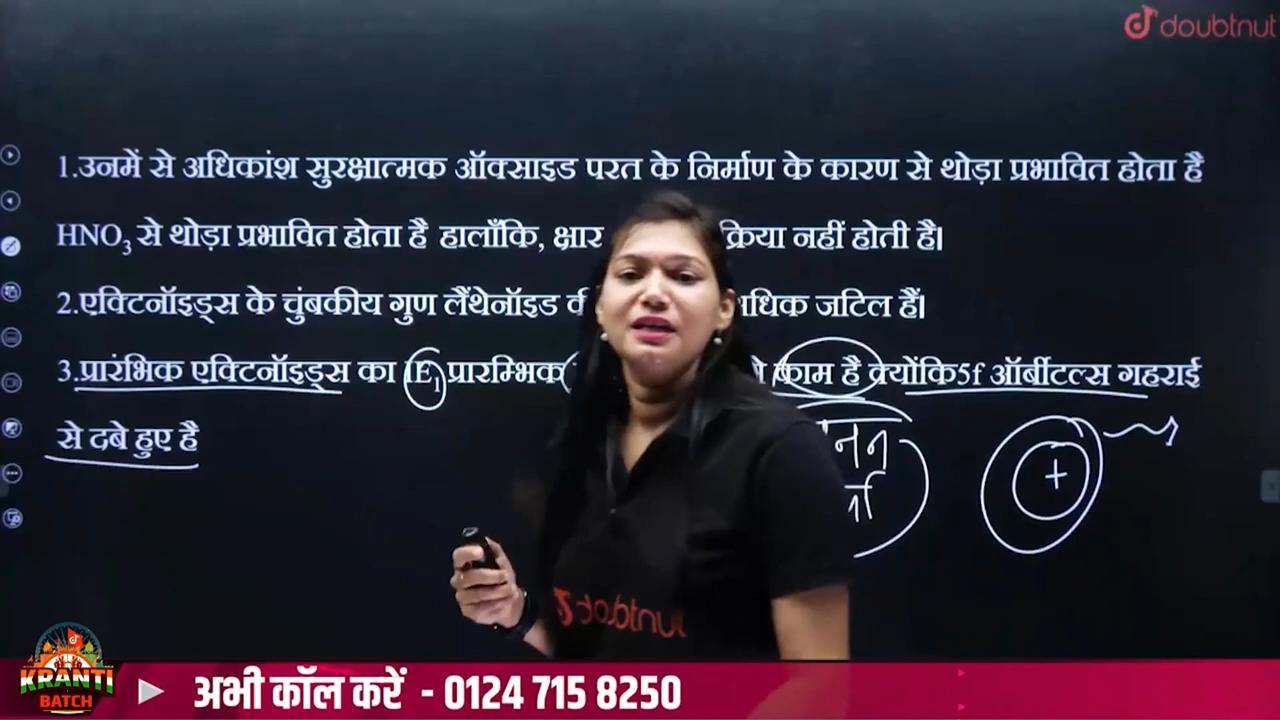 doubtnut
1.उनमें से अधिकांश सुरक्षात्मक ऑक्साइड परत के निर्माण के कारण से थोड़ा प्रभावित होता है
HNO3 से थोड़ा प्रभावित होता है हालाँकि, क्षार क्रिया नहीं होती है।
2.एक्टिनॉइड्स के चुंबकीय गुण लैंथेनॉइड की धिक जटिल हैं।
3.प्रारंभिक एक्टिनॉइड्स का IE1 प्रारम्भिक काम है क्योंकि5f ऑर्बीटल्स गहराई
से दबे हुए है
+
doubtnut
KRANTI
BATCH
अभी कॉल करें - 0124 715 8250